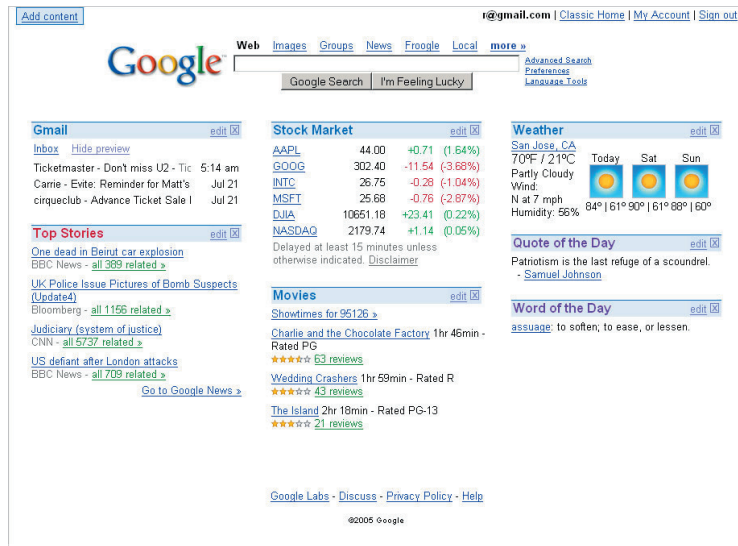 Add content
r@gmail.com | Classic Home | My Account | Sign out
Google
Web Images Groups News Froogle Local more »
Advanced Search
Preferences
Language Tools
Google Search I'm Feeling Lucky
Gmail edit
Inbox Hide preview
Ticketmaster - Don't miss U2 - Tic 5:14 am
Carrie - Evite: Reminder for Matt's Jul 21
cirqueclub - Advance Ticket Sale I Jul 21
Top Stories edit
One dead in Beirut car explosion
BBC News - all 389 related »
UK Police Issue Pictures of Bomb Suspects
(Update4)
Bloomberg - all 1156 related »
Judiciary (system of justice)
CNN - all 5737 related »
US defiant after London attacks
BBC News - all 709 related »
Go to Google News »
Stock Market edit
AAPL 44.00 +0.71 (1.64%)
GOOG 302.40 -11.54 (-3.68%)
INTC 26.75 -0.28 (-1.04%)
MSFT 25.68 -0.76 (-2.87%)
DJIA 10651.18 +23.41 (0.22%)
NASDAQ 2179.74 +1.14 (0.05%)
Delayed at least 15 minutes unless
otherwise indicated. Disclaimer
Movies edit
Showtimes for 95126 »
Charlie and the Chocolate Factory 1hr 46min -
Rated PG
63 reviews
Wedding Crashers 1hr 59min - Rated R
43 reviews
The Island 2hr 18min - Rated PG-13
21 reviews
Weather edit
San Jose, CA
70ºF / 21ºC Today Sat Sun
Partly Cloudy
Wind:
N at 7 mph
Humidity: 56%
84º | 61º 90º | 61º 88º | 60º
Quote of the Day edit
Patriotism is the last refuge of a scoundrel.
- Samuel Johnson
Word of the Day edit
assuage: to soften; to ease, or lessen.
Google Labs - Discuss - Privacy Policy - Help
©2005 Google